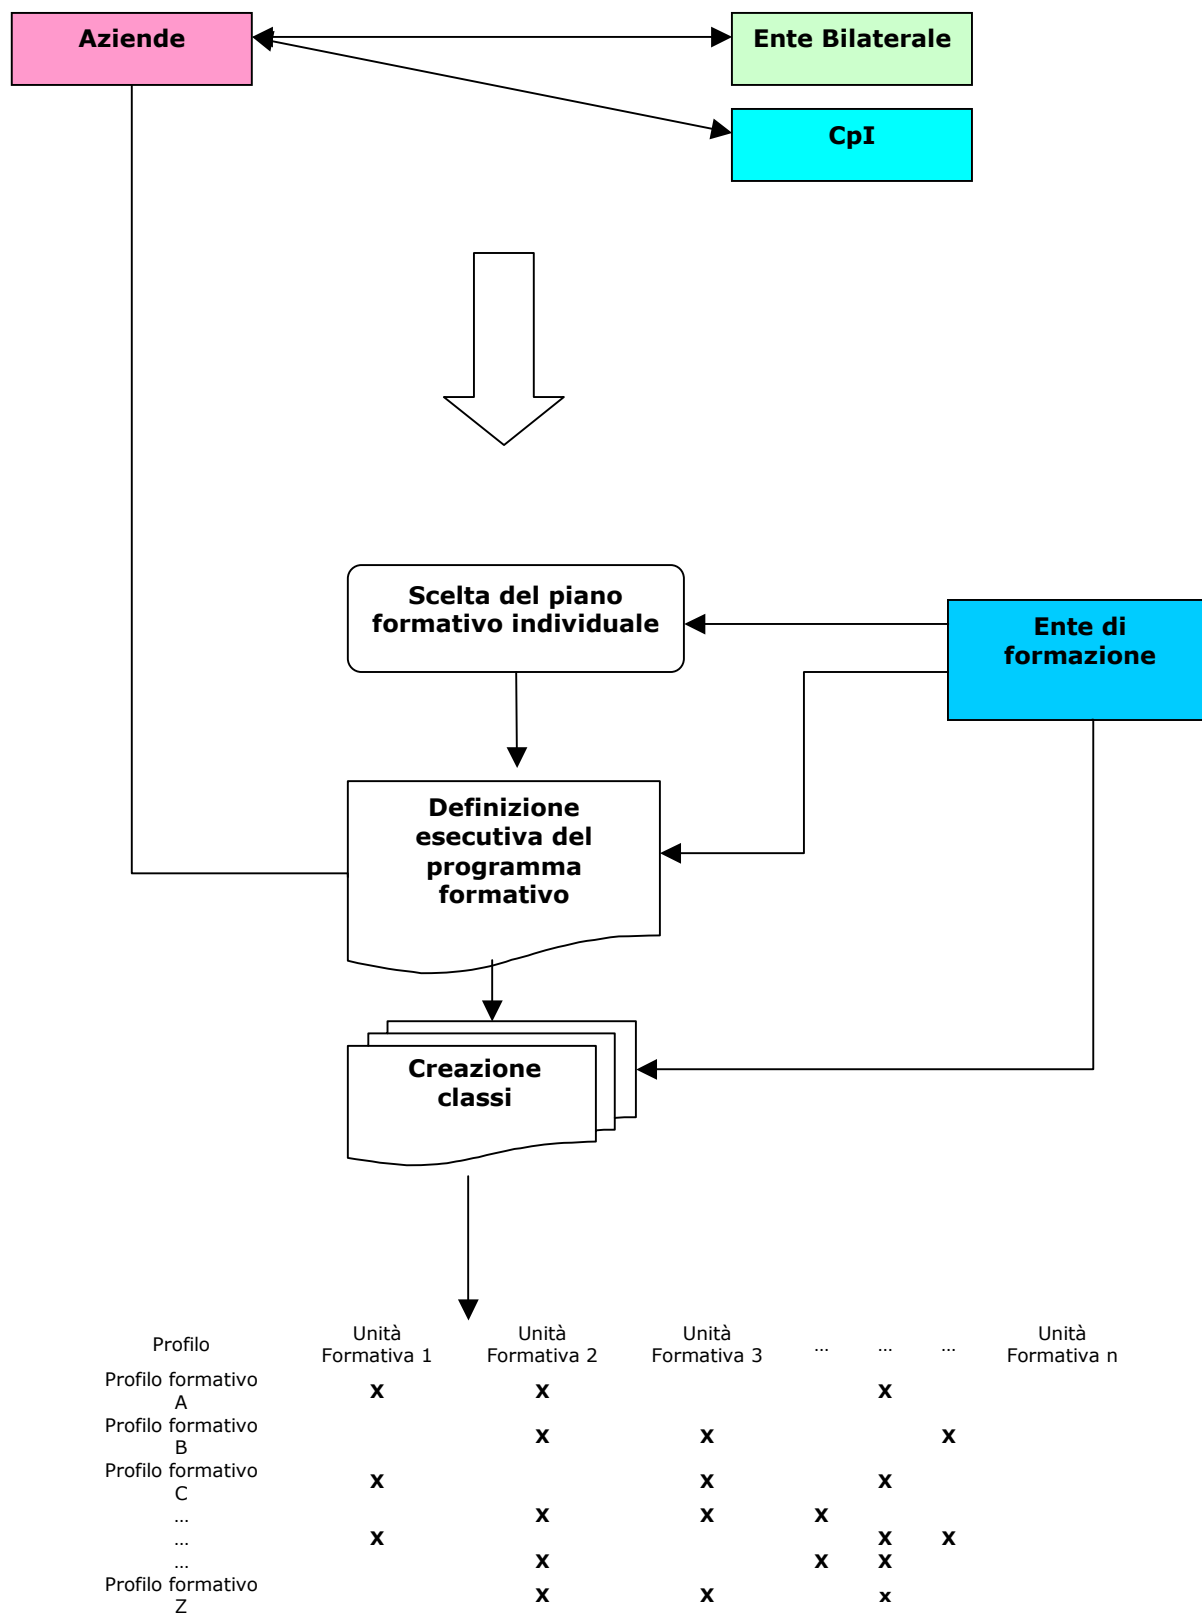 Aziende
Ente Bilaterale
CpI
Scelta del piano
formativo individuale
Ente di
formazione
Definizione
esecutiva del
programma
formativo
Creazione
classi
Profilo Unità Formativa 1 Unità Formativa 2 Unità Formativa 3 ... ... ... Unità Formativa n
Profilo formativo A X X X
Profilo formativo B X X X
Profilo formativo C X X X
... X X X
... X X X
... X X X
Profilo formativo Z X X x